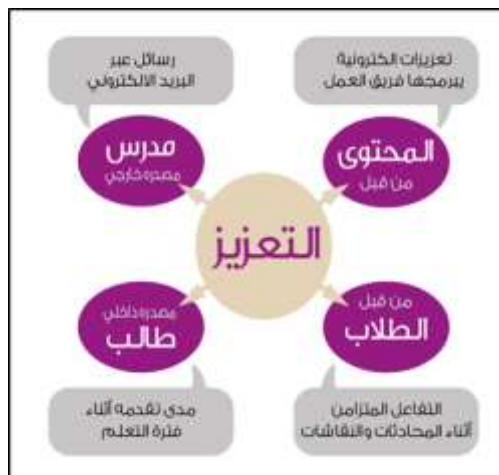 تعزيزات الكترونية
يبرمجها فريق العمل
رسائل عبر
البريد الالكتروني
المحتوى
من قبل
مدرس
مصدره خارجي
التعزيز
من قبل
الطلاب
مصدره داخلي
طالب
التفاعل المتزامن
أثناء المحادثات والنقاشات
مدى تقدمه أثناء
فترة التعلم